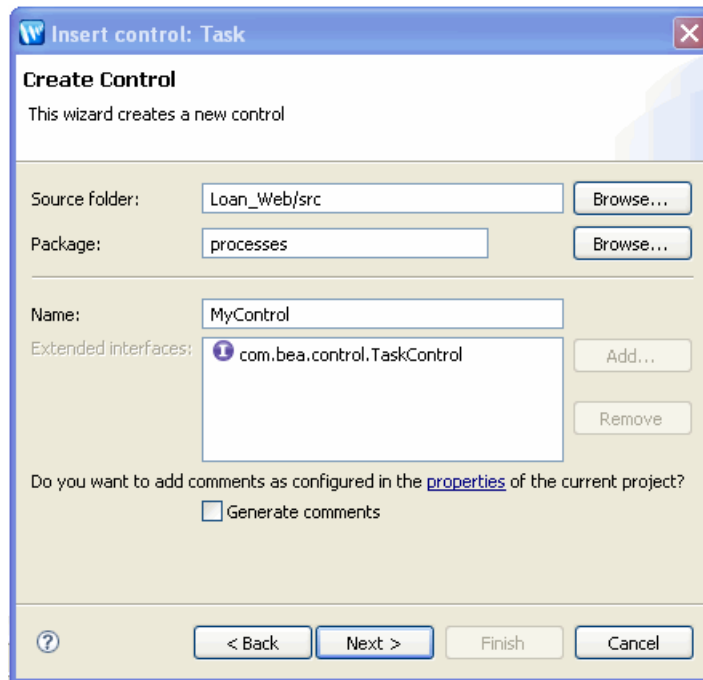 Insert control: Task
Create Control
This wizard creates a new control
Source folder: Loan_Web/src Browse...
Package: processes Browse...
Name: MyControl
Extended interfaces: com.bea.control.TaskControl Add...
Remove
Do you want to add comments as configured in the properties of the current project?
Generate comments
? < Back Next > Finish Cancel